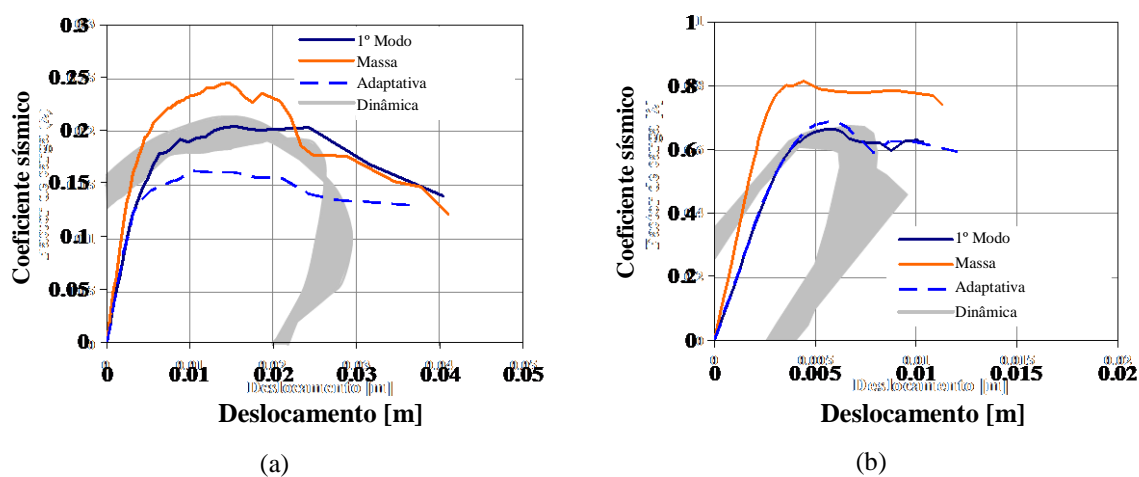 0.3
0.25
0.2
0.15
0.1
0.05
0
Coeficiente sísmico
1º Modo
Massa
Adaptativa
Dinâmica
0 0.01 0.02 0.03 0.04 0.05
Deslocamento [m]
Deslocamento [m]
(a)
1
0.8
0.6
0.4
0.2
0
Coeficiente sísmico
1º Modo
Massa
Adaptativa
Dinâmica
0 0.005 0.01 0.015 0.02
Deslocamento [m]
Deslocamento [m]
(b)